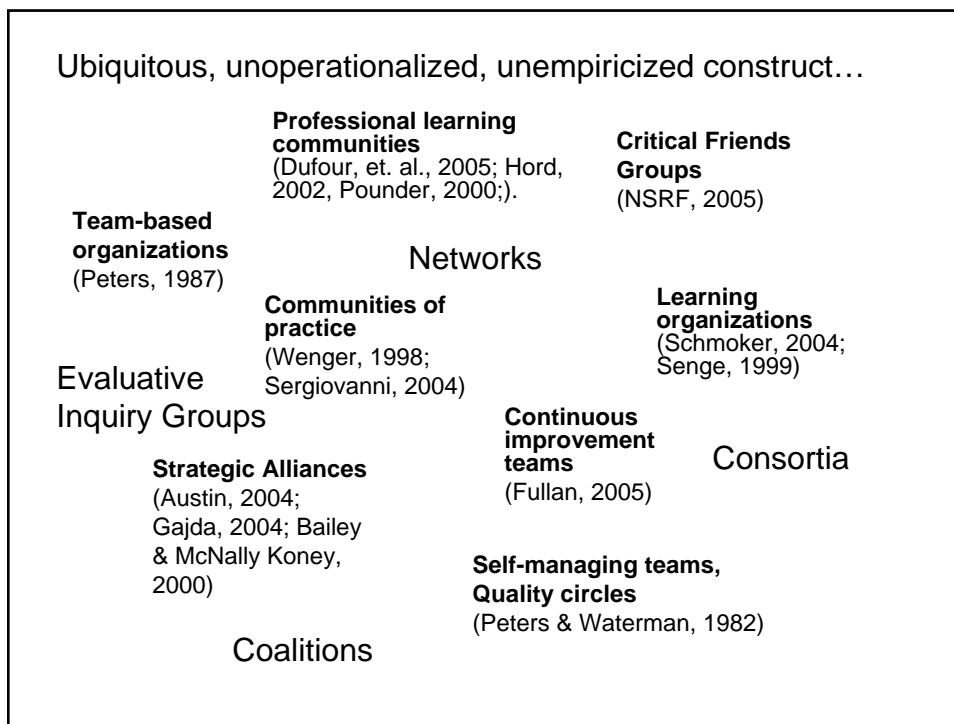 Ubiquitous, unoperationalized, unempiricized construct…
Professional learning
communities
(Dufour, et. al., 2005; Hord,
2002, Pounder, 2000;).
Critical Friends
Groups
(NSRF, 2005)
Team-based
organizations
(Peters, 1987)
Networks
Communities of
practice
(Wenger, 1998;
Sergiovanni, 2004)
Learning
organizations
(Schmoker, 2004;
Senge, 1999)
Evaluative
Inquiry Groups
Continuous
improvement
teams
(Fullan, 2005)
Consortia
Strategic Alliances
(Austin, 2004;
Gajda, 2004; Bailey
& McNally Koney,
2000)
Self-managing teams,
Quality circles
(Peters & Waterman, 1982)
Coalitions